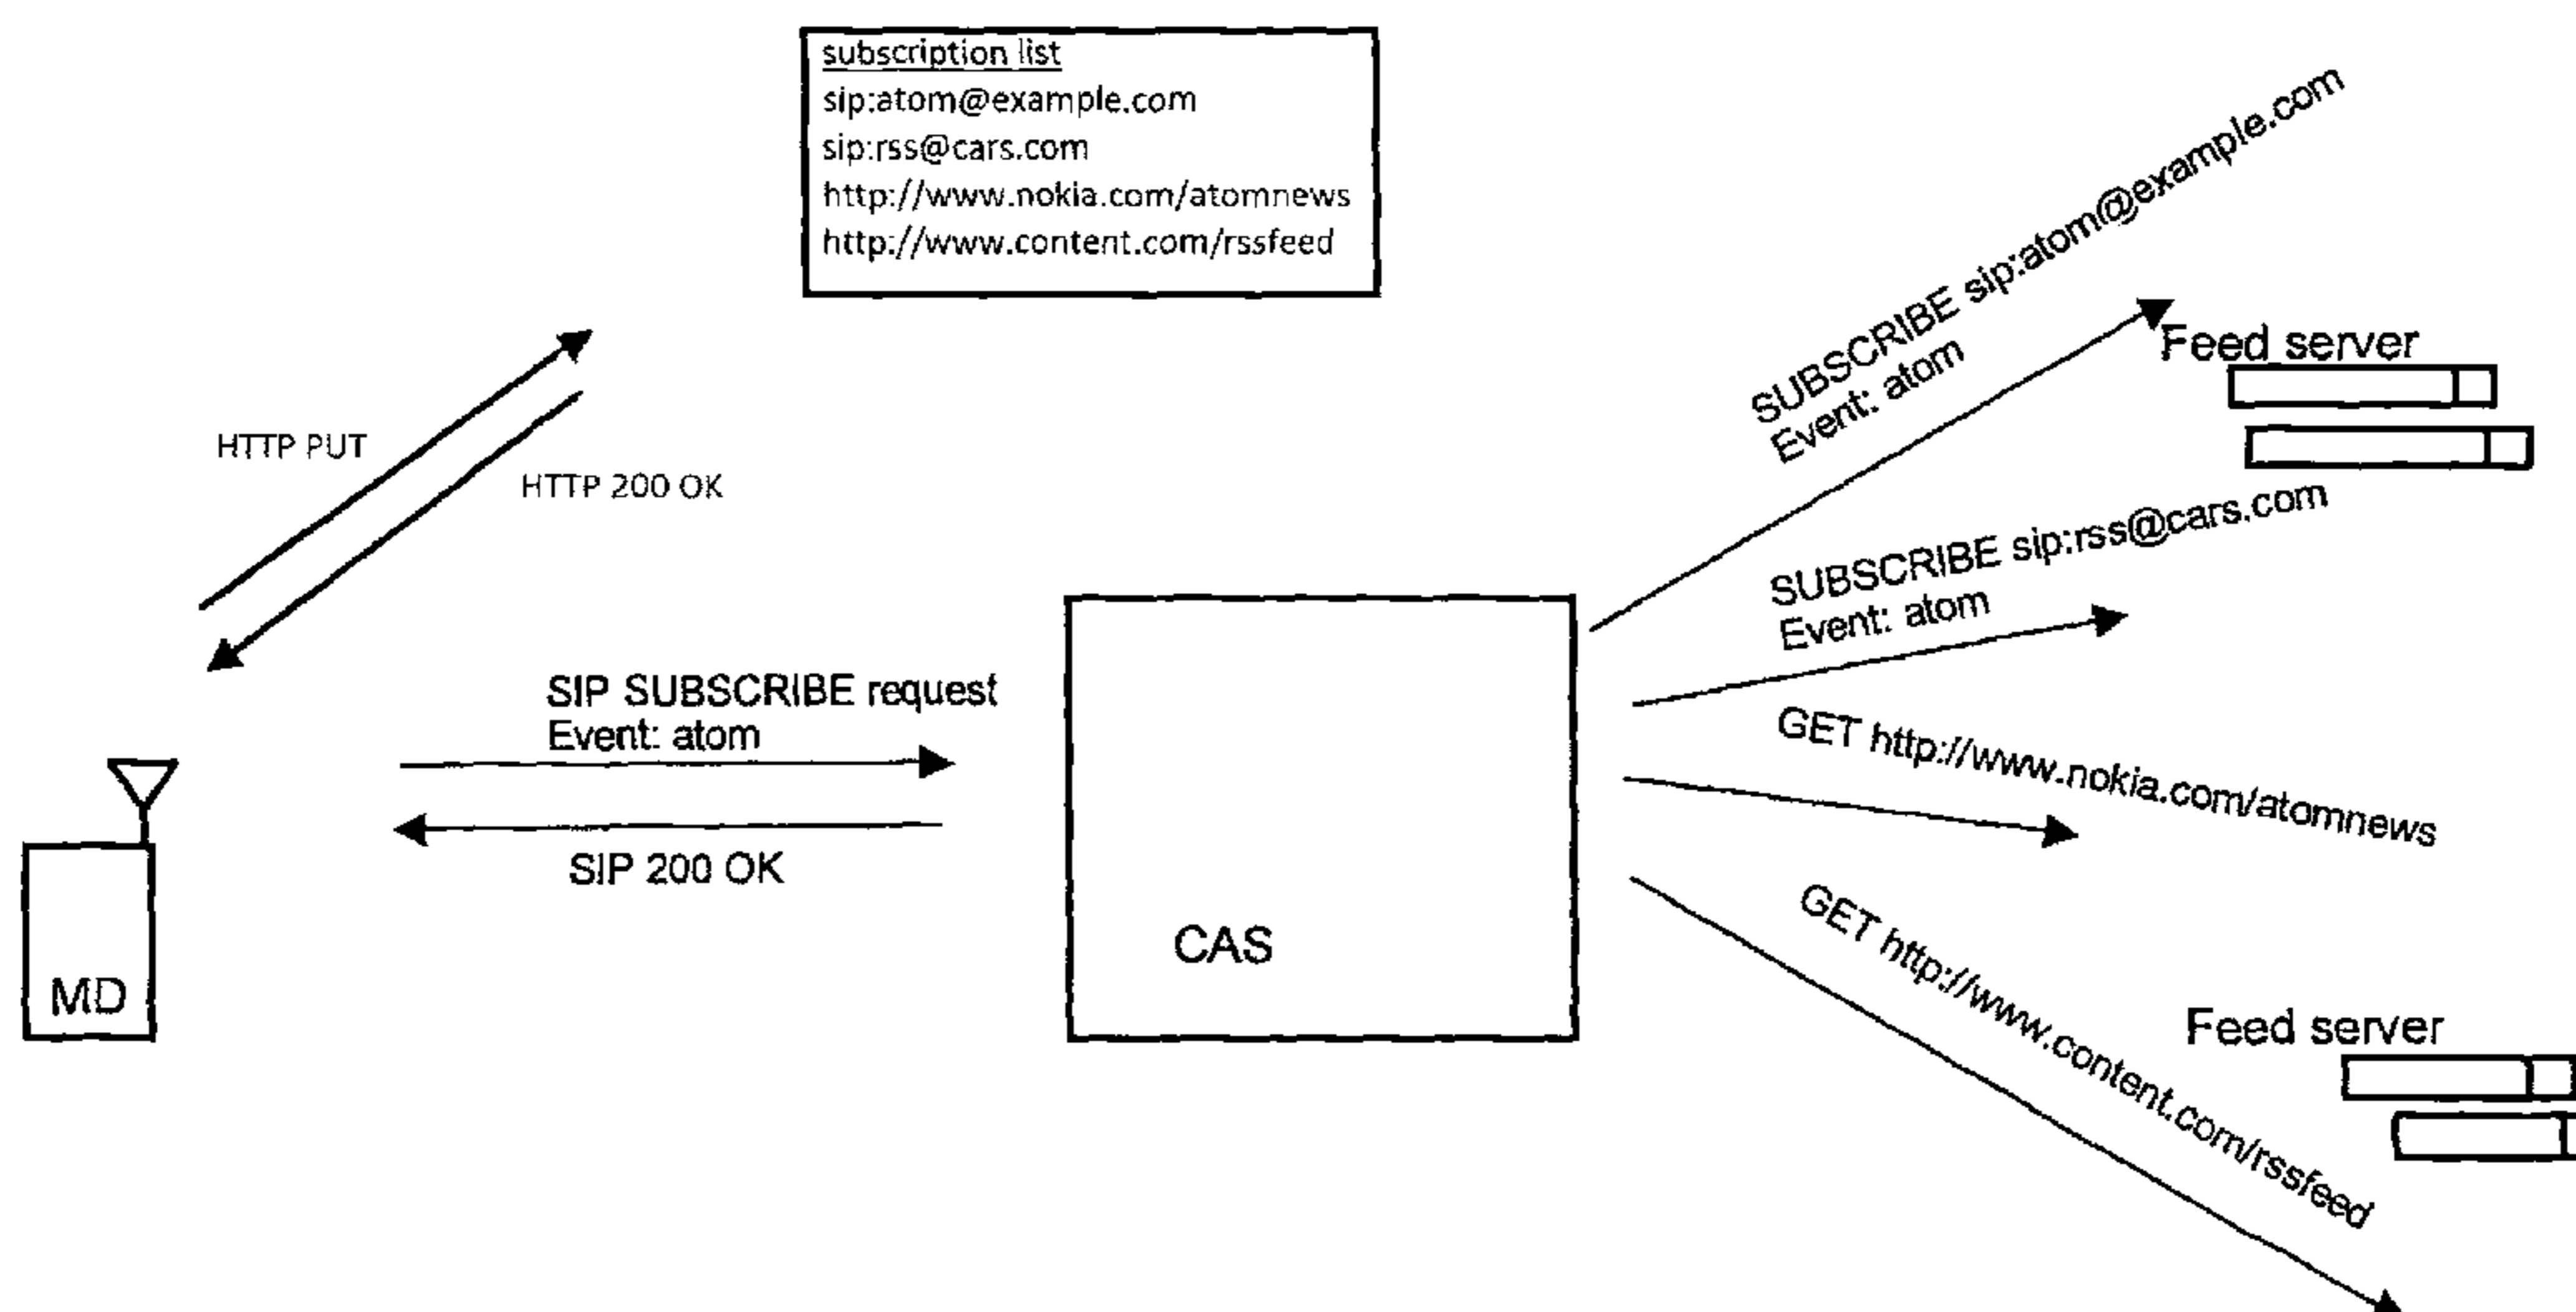 subscription list
sip:atom@example.com
sip:rss@cars.com
http://www.nokia.com/atomnews
http://www.content.com/rssfeed
SUBSCRIBE sip:atom@example.com
Event: atom
Feed server
HTTP PUT
HTTP 200 OK
SUBSCRIBE sip:rss@cars.com
Event: atom
SIP SUBSCRIBE request
Event: atom
SIP 200 OK
GET http://www.nokia.com/atomnews
GET http://www.content.com/rssfeed
CAS
MD
Feed server